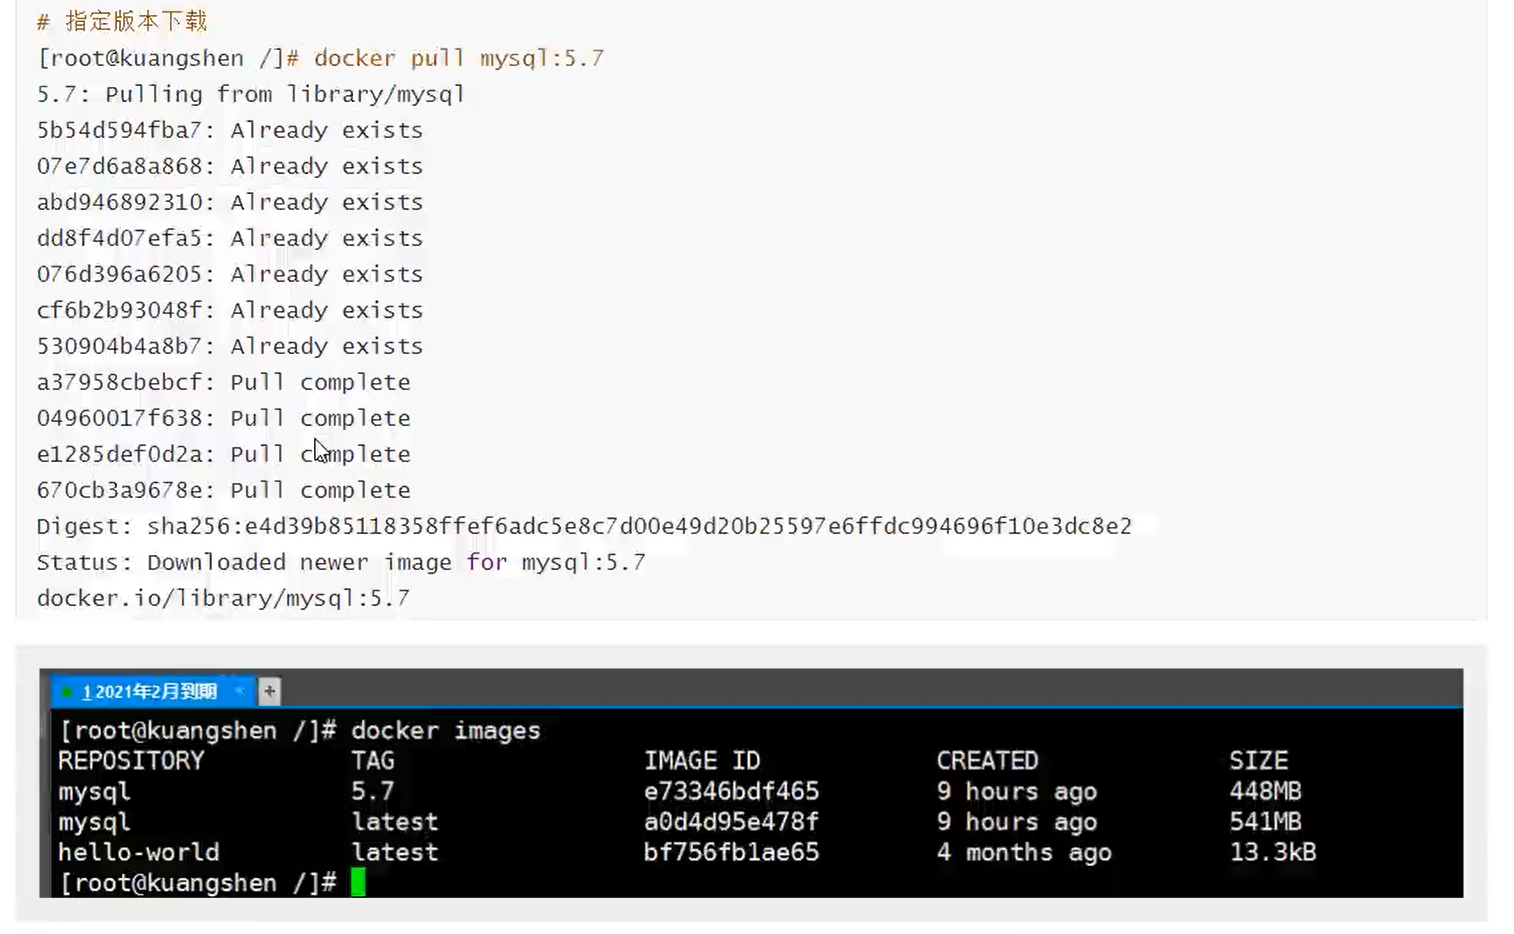 # 指定版本下载
[root@kuangshen /]# docker pull mysql:5.7
5.7: Pulling from library/mysql
5b54d594fba7: Already exists
07e7d6a8a868: Already exists
abd946892310: Already exists
dd8f4d07efa5: Already exists
076d396a6205: Already exists
cf6b2b93048f: Already exists
530904b4a8b7: Already exists
a37958cbebcf: Pull complete
04960017f638: Pull complete
e1285def0d2a: Pull complete
670cb3a9678e: Pull complete
Digest: sha256:e4d39b85118358ffef6adc5e8c7d00e49d20b25597e6ffdc994696f10e3dc8e2
Status: Downloaded newer image for mysql:5.7
docker.io/library/mysql:5.7
1 2021年2月到期 × +
[root@kuangshen /]# docker images
REPOSITORY TAG IMAGE ID CREATED SIZE
mysql 5.7 e73346bdf465 9 hours ago 448MB
mysql latest a0d4d95e478f 9 hours ago 541MB
hello-world latest bf756fb1ae65 4 months ago 13.3kB
[root@kuangshen /]#